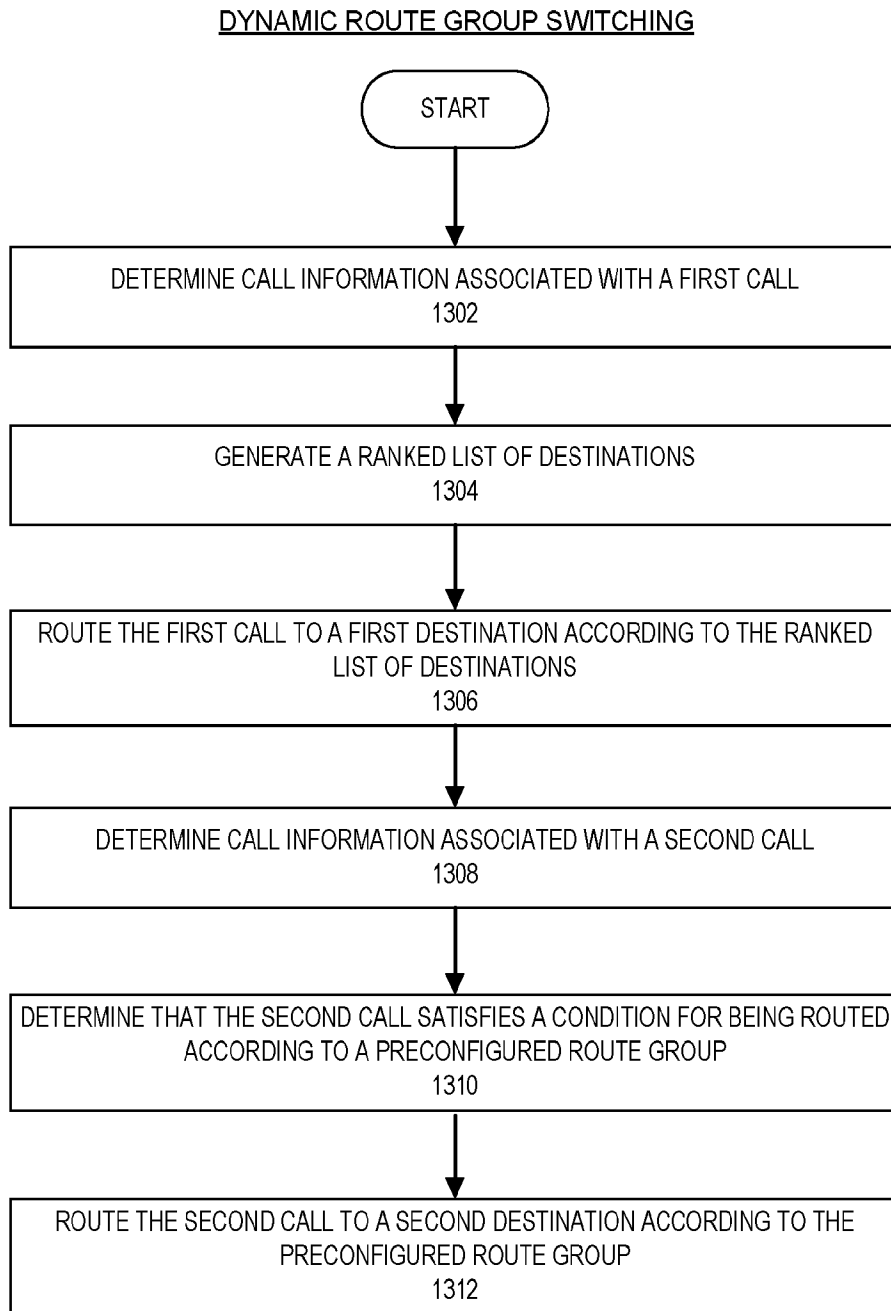 DYNAMIC ROUTE GROUP SWITCHING
START
DETERMINE CALL INFORMATION ASSOCIATED WITH A FIRST CALL
1302
GENERATE A RANKED LIST OF DESTINATIONS
1304
ROUTE THE FIRST CALL TO A FIRST DESTINATION ACCORDING TO THE RANKED
LIST OF DESTINATIONS
1306
DETERMINE CALL INFORMATION ASSOCIATED WITH A SECOND CALL
1308
DETERMINE THAT THE SECOND CALL SATISFIES A CONDITION FOR BEING ROUTED
ACCORDING TO A PRECONFIGURED ROUTE GROUP
1310
ROUTE THE SECOND CALL TO A SECOND DESTINATION ACCORDING TO THE
PRECONFIGURED ROUTE GROUP
1312